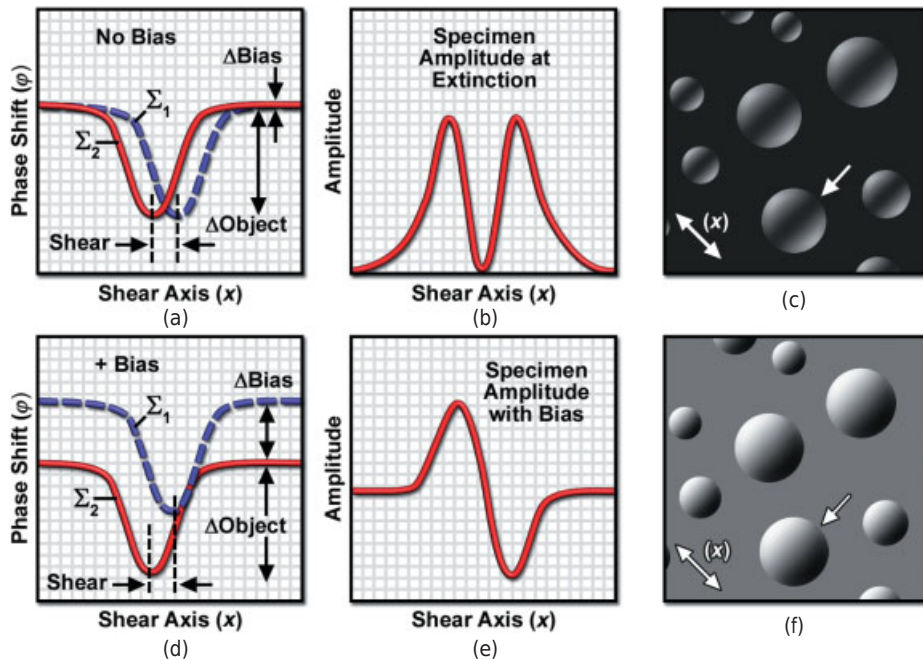 No Bias
ΔBias
Σ1
Σ2
ΔObject
Shear
Phase Shift (φ)
Shear Axis (x)
(a)
Specimen
Amplitude at
Extinction
Amplitude
Shear Axis (x)
(b)
(x)
(c)
+ Bias
ΔBias
Σ1
Σ2
ΔObject
Shear
Phase Shift (φ)
Shear Axis (x)
(d)
Specimen
Amplitude
with Bias
Amplitude
Shear Axis (x)
(e)
(x)
(f)